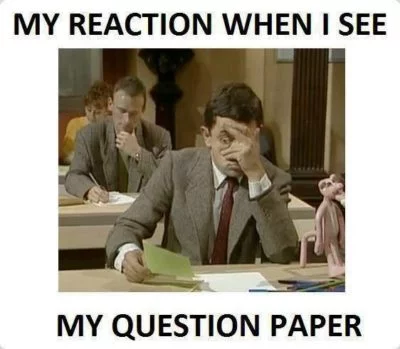 MY REACTION WHEN I SEE
MY QUESTION PAPER